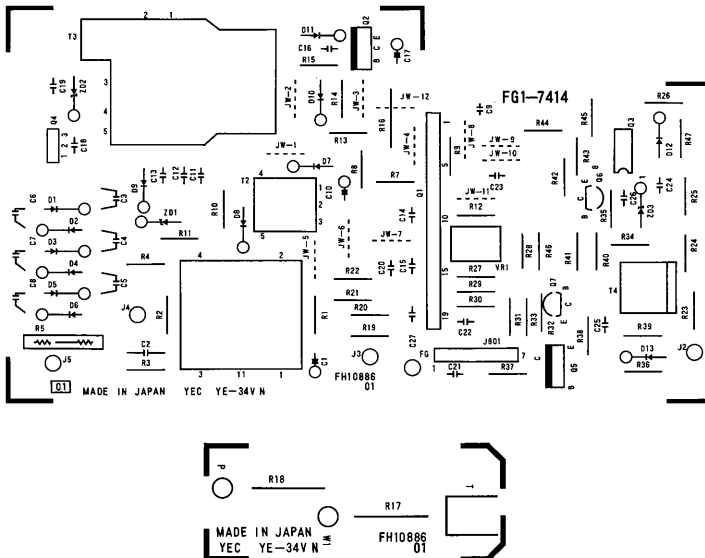 2 1
T3
3
4
5
C19
ZD2
Q4
1 2 3
C18
D11
C16
R15
Q2
B C E
C17
JW-2
D10
R14
JW-3
JW-12
R16
R13
JW-4
JW-1
D7
R8
R7
C10
Q1
1
5
10
15
19
R9
JW-8
C9
JW-9
JW-10
C23
JW-11
R12
VR1
R27
R29
R30
C22
FG1-7414
R44
R45
R43
R42
Q3
R26
D12
R47
Q6
E
C
B
R35
C26
1
ZD3
C24
R25
R34
R24
T4
R28
R46
R41
R40
Q7
B
C
E
R31
R33
R32
R38
C25
R39
R23
D13
J2
R36
C6
D1
C3
D2
C7
D3
C4
D4
C8
D5
C5
D6
D9
C13
C12
C11
ZD1
R11
R10
D8
T2
4
1
2
3
5
JW-5
JW-6
JW-7
C14
C20
C15
R4
J4
R2
4 2
R22
R21
R20
R19
R1
R5
J5
C2
R3
3 T1 1
C1
J3
C27
FG
J801
1 7
C21
R37
C
E
B
Q5
01 MADE IN JAPAN YEC YE-34V N
FH10886
01
P
R18
R17
T
W1
MADE IN JAPAN
YEC YE-34V N
FH10886
01